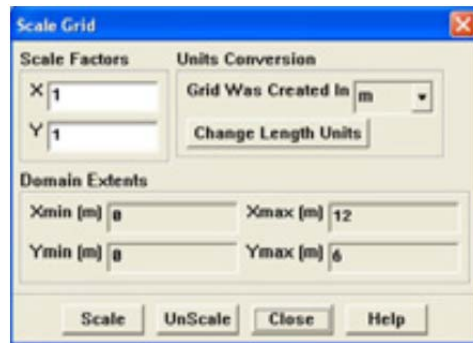 Scale Grid
Scale Factors Units Conversion
X 1 Grid Was Created In m
Y 1 Change Length Units
Domain Extents
Xmin (m) 0 Xmax (m) 12
Ymin (m) 0 Ymax (m) 6
Scale UnScale Close Help